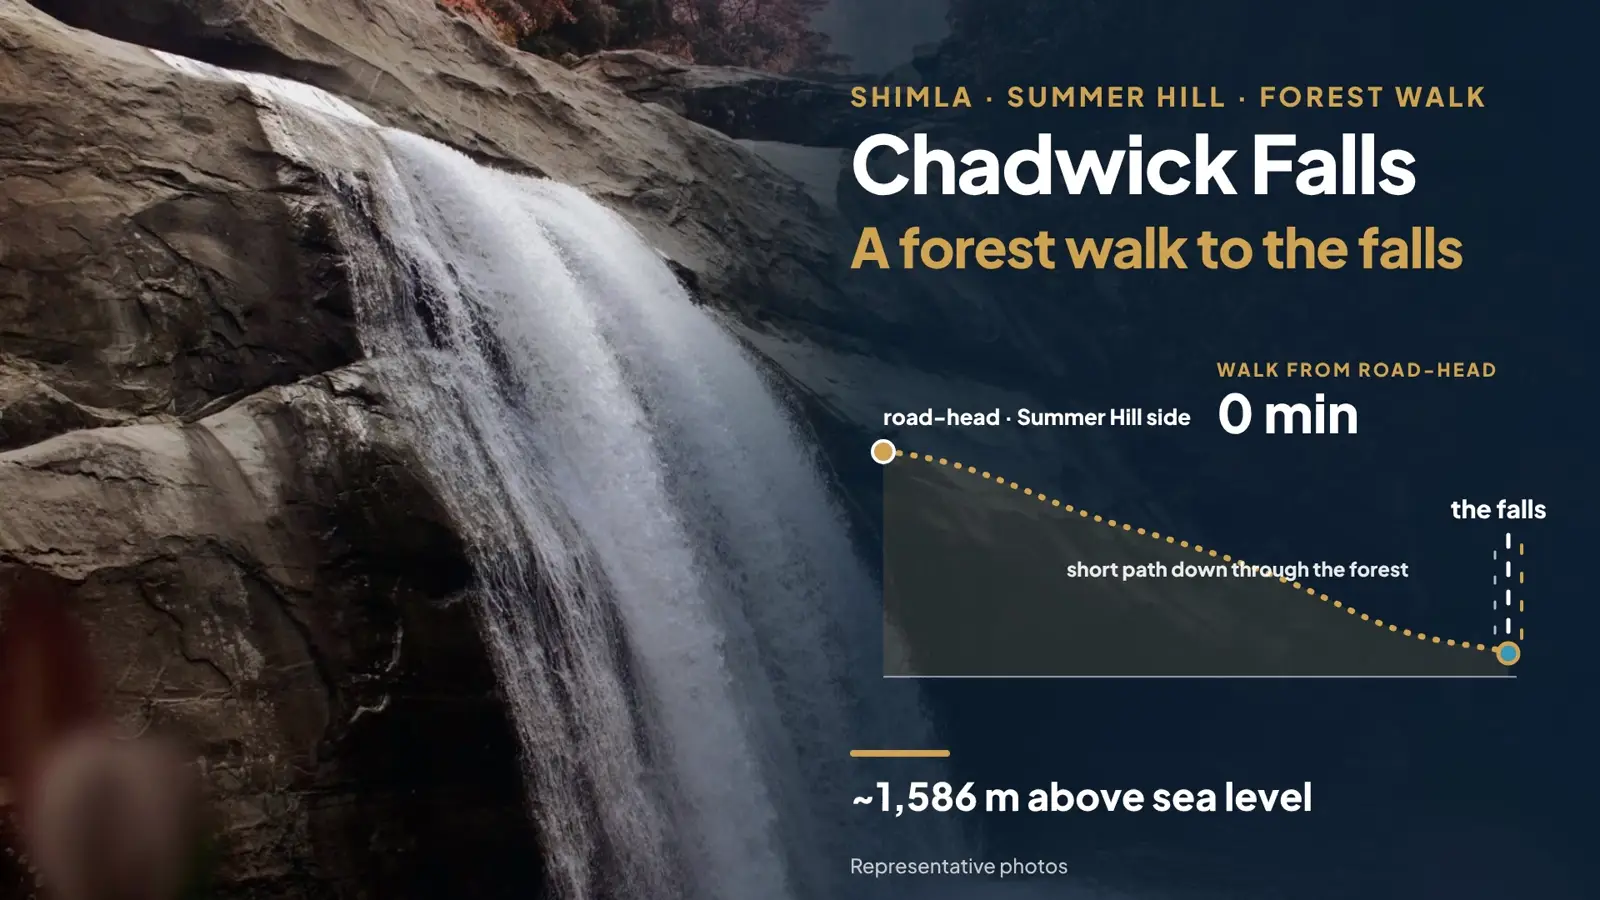 SHIMLA · SUMMER HILL · FOREST WALK
Chadwick Falls
A forest walk to the falls
WALK FROM ROAD-HEAD
0 min
road-head · Summer Hill side
the falls
short path down through the forest
~1,586 m above sea level
Representative photos